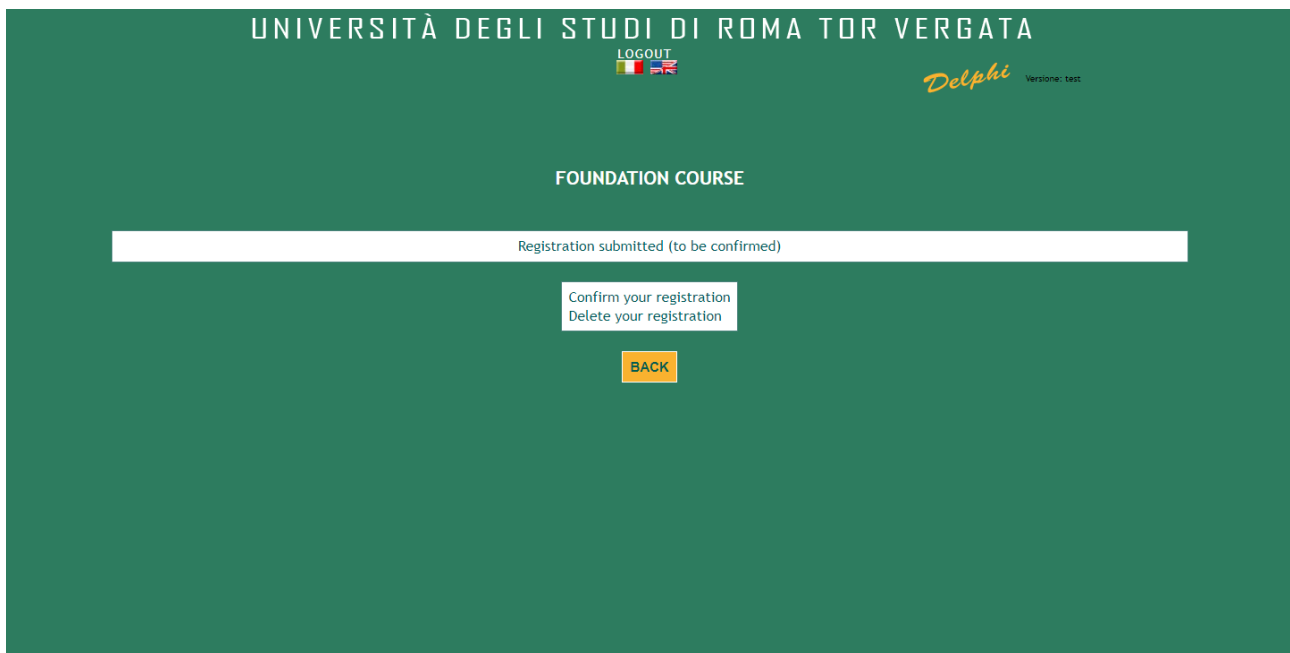 UNIVERSITÀ DEGLI STUDI DI ROMA TOR VERGATA
LOGOUT
Delphi Versione: test
FOUNDATION COURSE
Registration submitted (to be confirmed)
Confirm your registration
Delete your registration
BACK